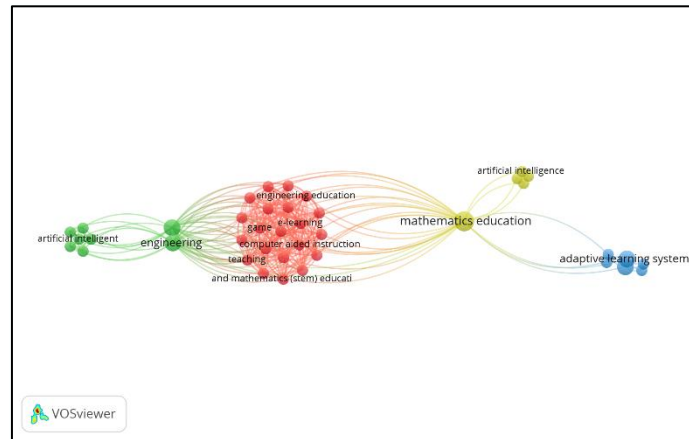 artificial intelligence
engineering education
mathematics education
game
e-learning
artificial intelligent
engineering
computer aided instruction
teaching
adaptive learning system
and mathematics (stem) educati
VOSviewer